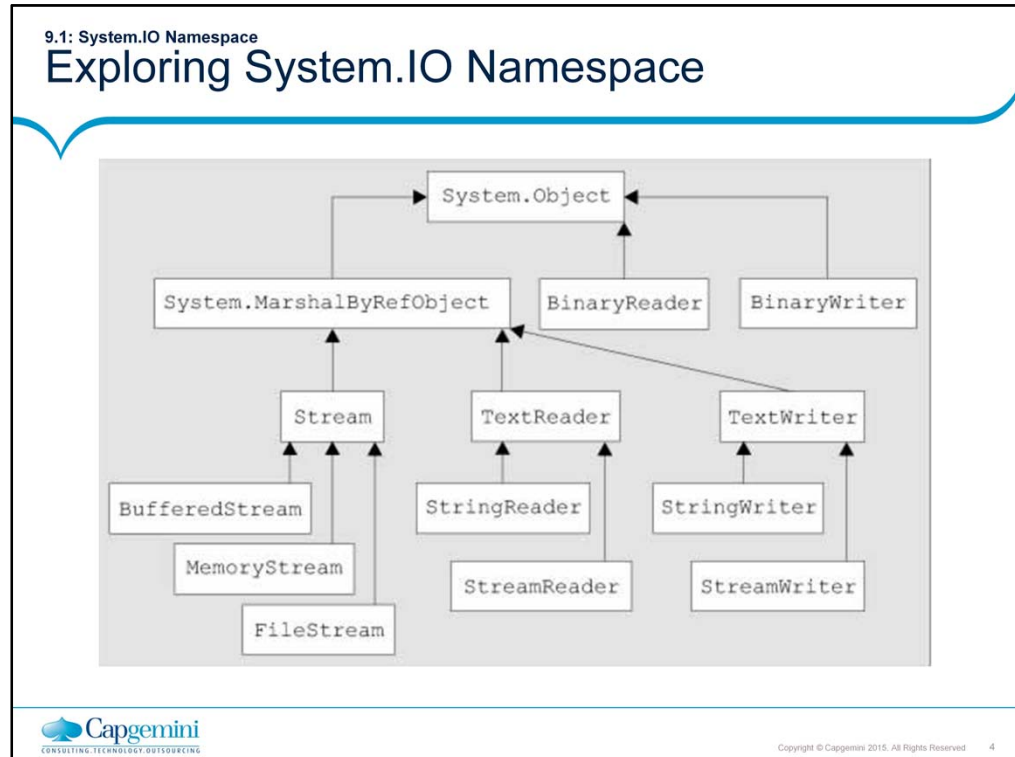 9.1: System.IO Namespace
Exploring System.IO Namespace
System.Object
System.MarshalByRefObject
BinaryReader
BinaryWriter
Stream
TextReader
TextWriter
BufferedStream
StringReader
StringWriter
MemoryStream
StreamReader
StreamWriter
FileStream
Capgemini
CONSULTING.TECHNOLOGY.OUTSOURCING
Copyright © Capgemini 2015. All Rights Reserved 4